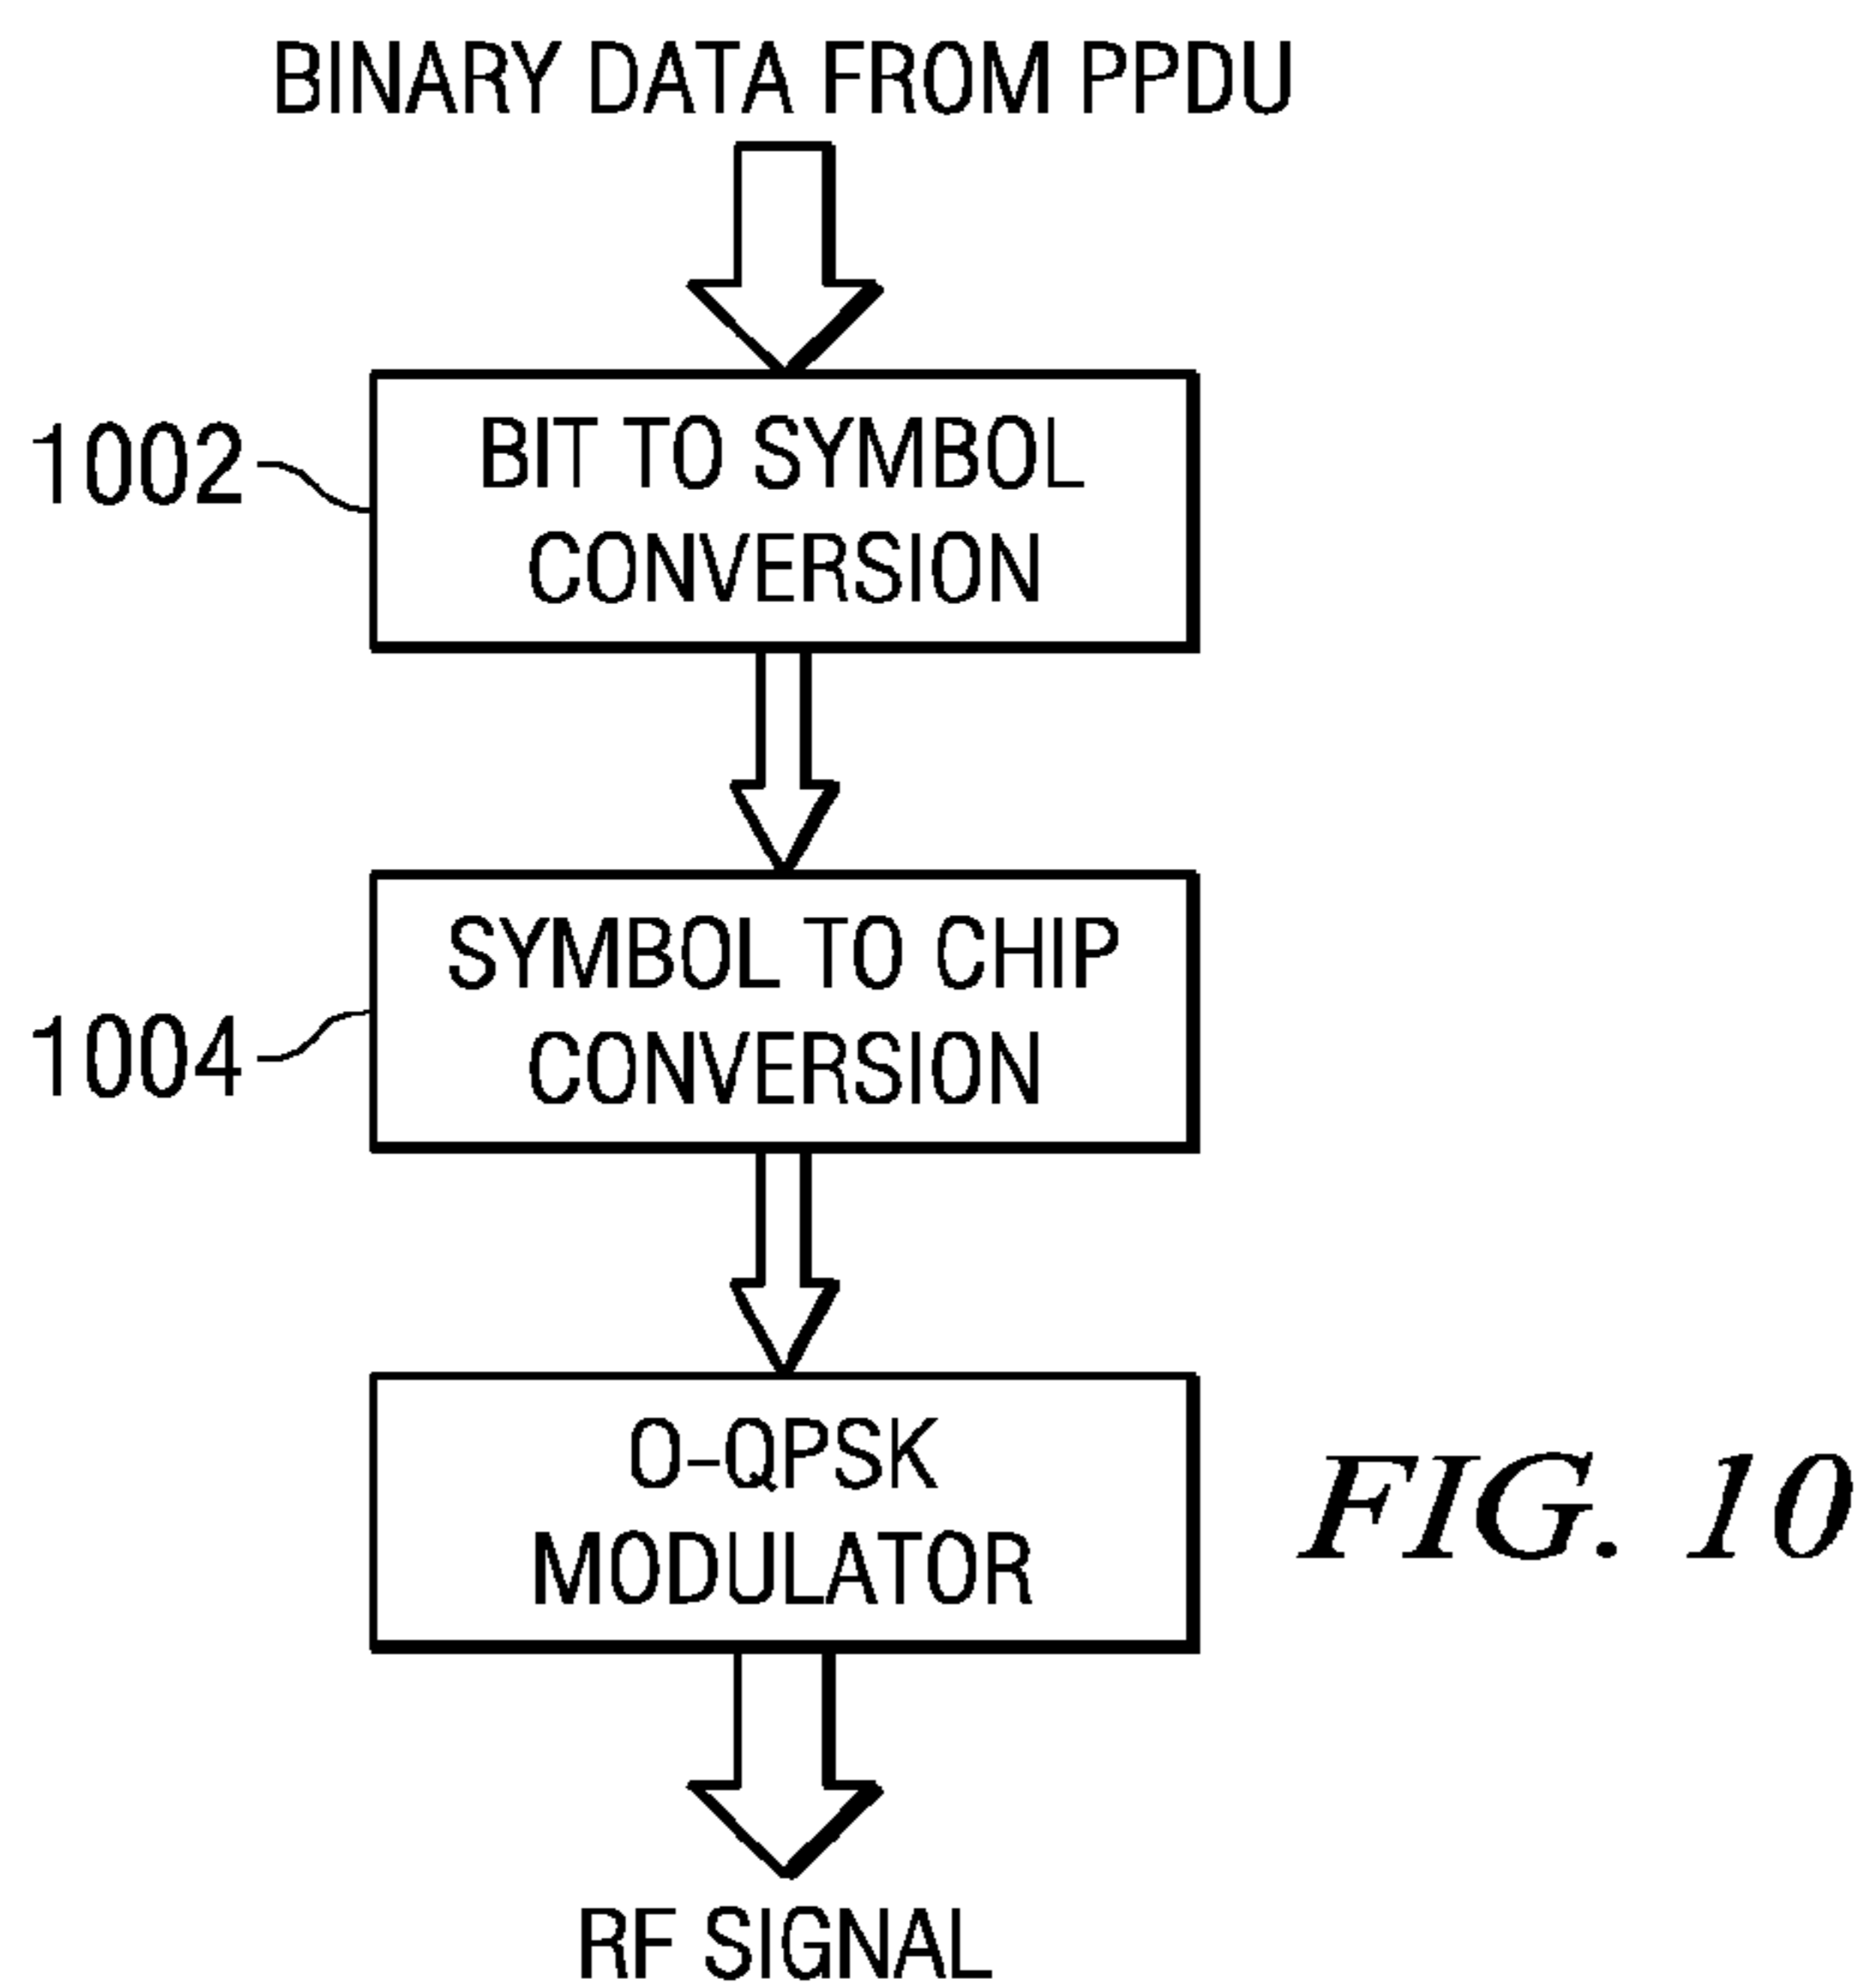 BINARY DATA FROM PPDU
1002
BIT TO SYMBOL
CONVERSION
1004
SYMBOL TO CHIP
CONVERSION
O-QPSK
MODULATOR
FIG. 10
RF SIGNAL